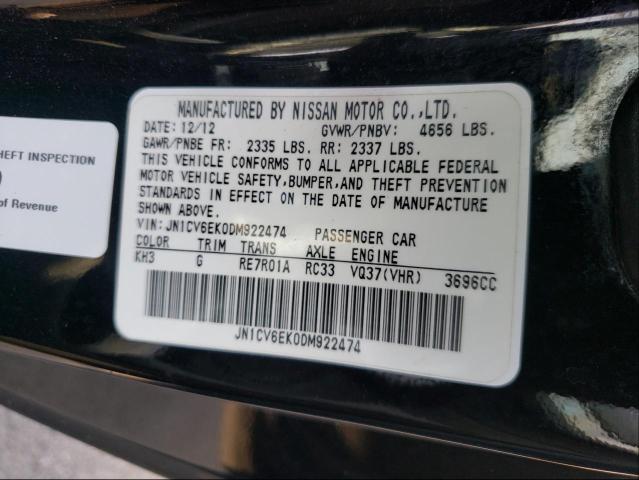 MANUFACTURED BY NISSAN MOTOR CO.,LTD.
DATE: 12/12 GVWR/PNBV: 4656 LBS.
GAWR/PNBE FR: 2335 LBS. RR: 2337 LBS.
THIS VEHICLE CONFORMS TO ALL APPLICABLE FEDERAL
MOTOR VEHICLE SAFETY,BUMPER,AND THEFT PREVENTION
STANDARDS IN EFFECT ON THE DATE OF MANUFACTURE
SHOWN ABOVE.
VIN: JN1CV6EK0DM922474 PASSENGER CAR
COLOR TRIM TRANS AXLE ENGINE
KH3 G RE7R01A RC33 VQ37(VHR) 3696CC
JN1CV6EK0DM922474
HEFT INSPECTION
of Revenue